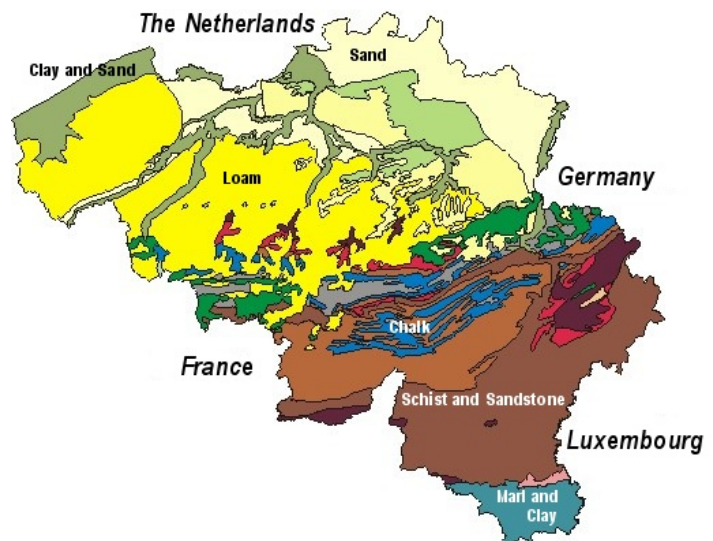 The Netherlands
Sand
Clay and Sand
Loam
Germany
Chalk
France
Schist and Sandstone
Luxembourg
Marl and
Clay